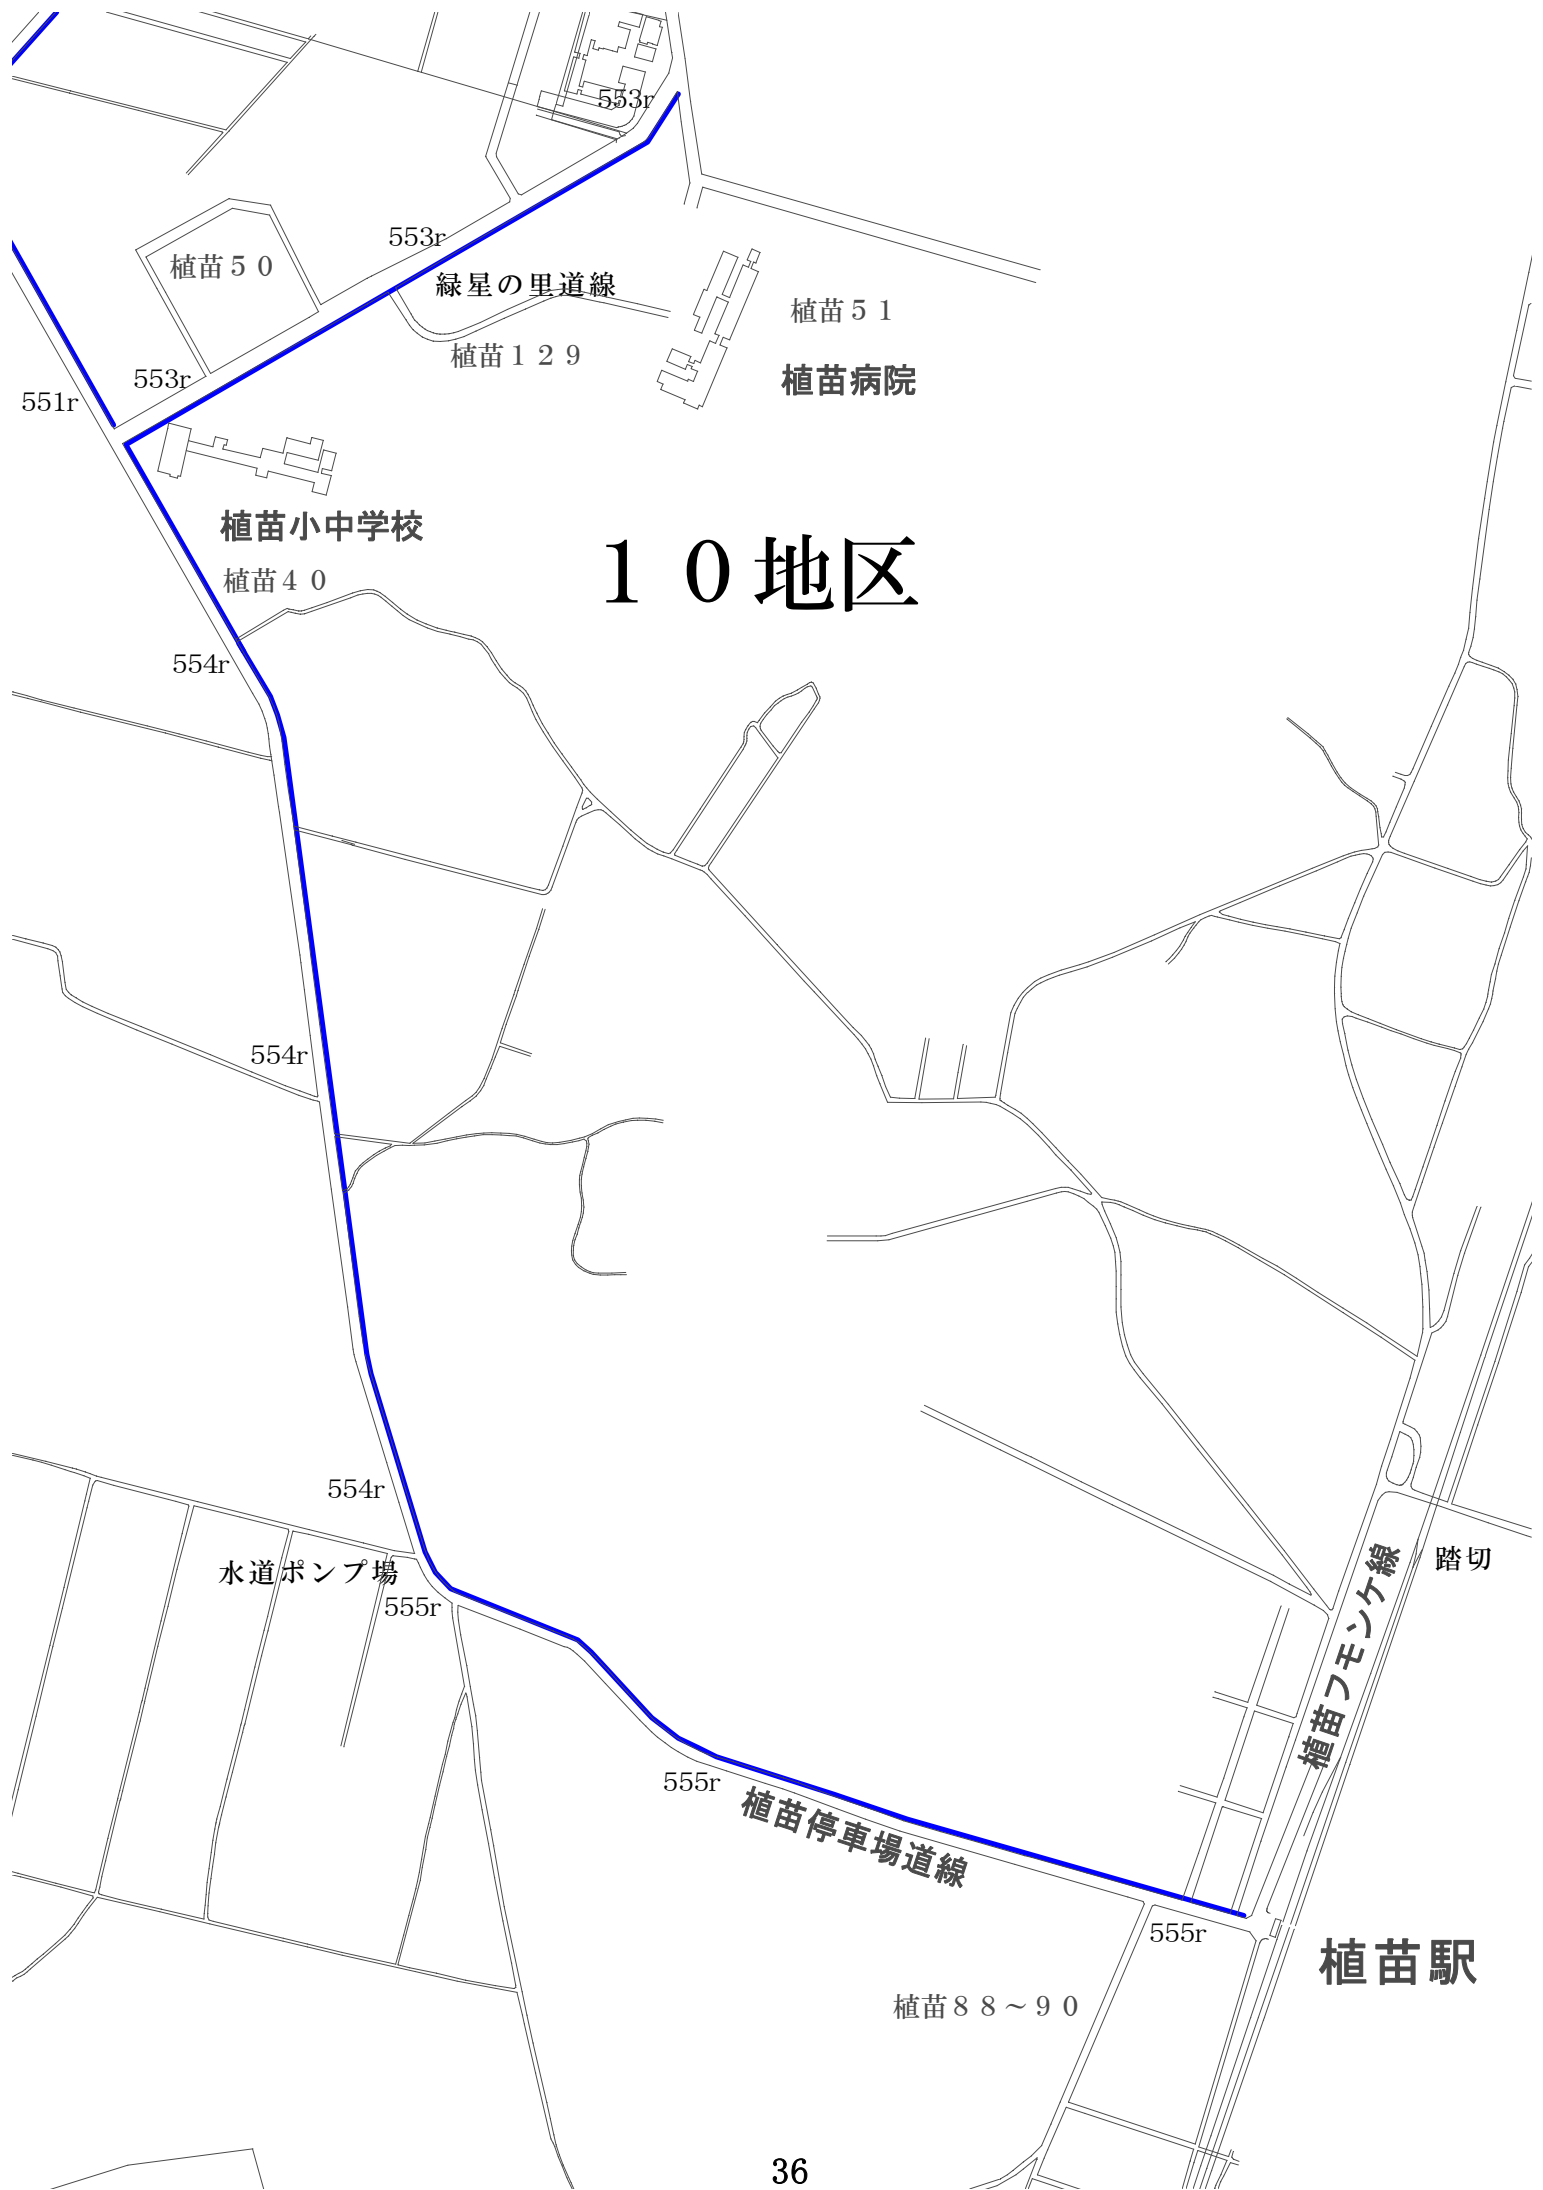 553r
553r
植苗５０
緑星の里道線
植苗５１
植苗１２９
553r
植苗病院
551r
植苗小中学校
１０地区
植苗４０
554r
554r
554r
踏切
水道ポンプ場
555r
植苗フモンケ線
555r
植苗停車場道線
555r
植苗駅
植苗８８～９０
36